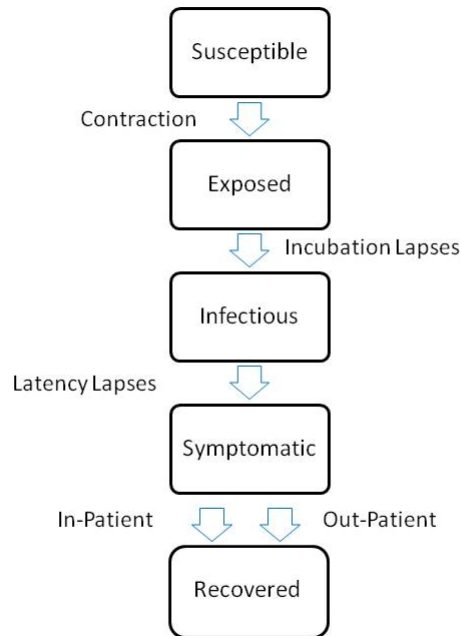 Susceptible
Contraction
Exposed
Incubation Lapses
Infectious
Latency Lapses
Symptomatic
In-Patient
Out-Patient
Recovered